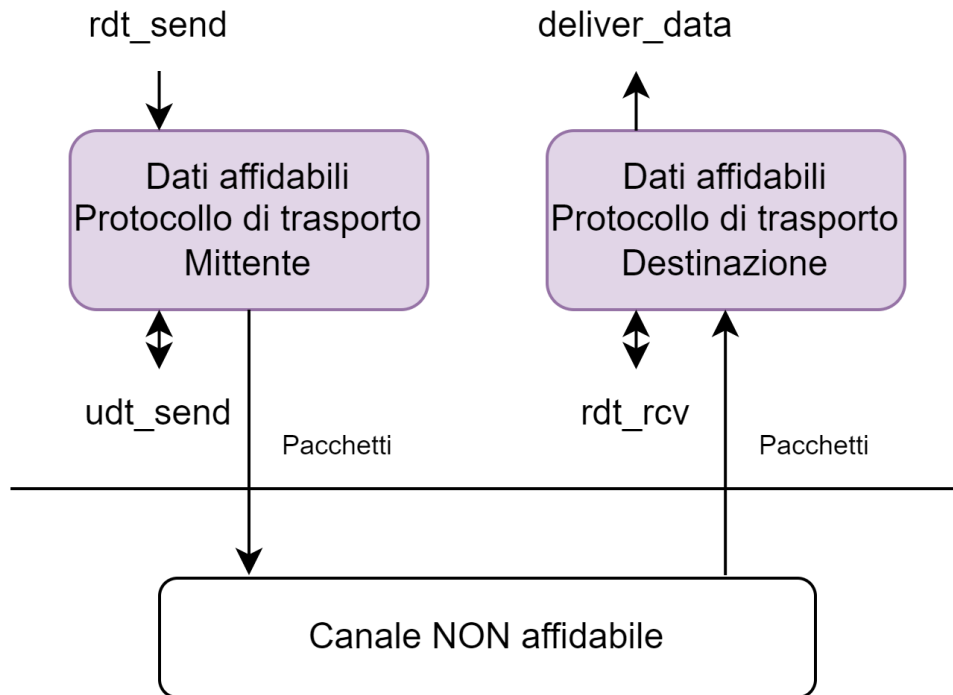 rdt_send
deliver_data
Dati affidabili
Protocollo di trasporto
Mittente
Dati affidabili
Protocollo di trasporto
Destinazione
udt_send
rdt_rcv
Pacchetti
Pacchetti
Canale NON affidabile